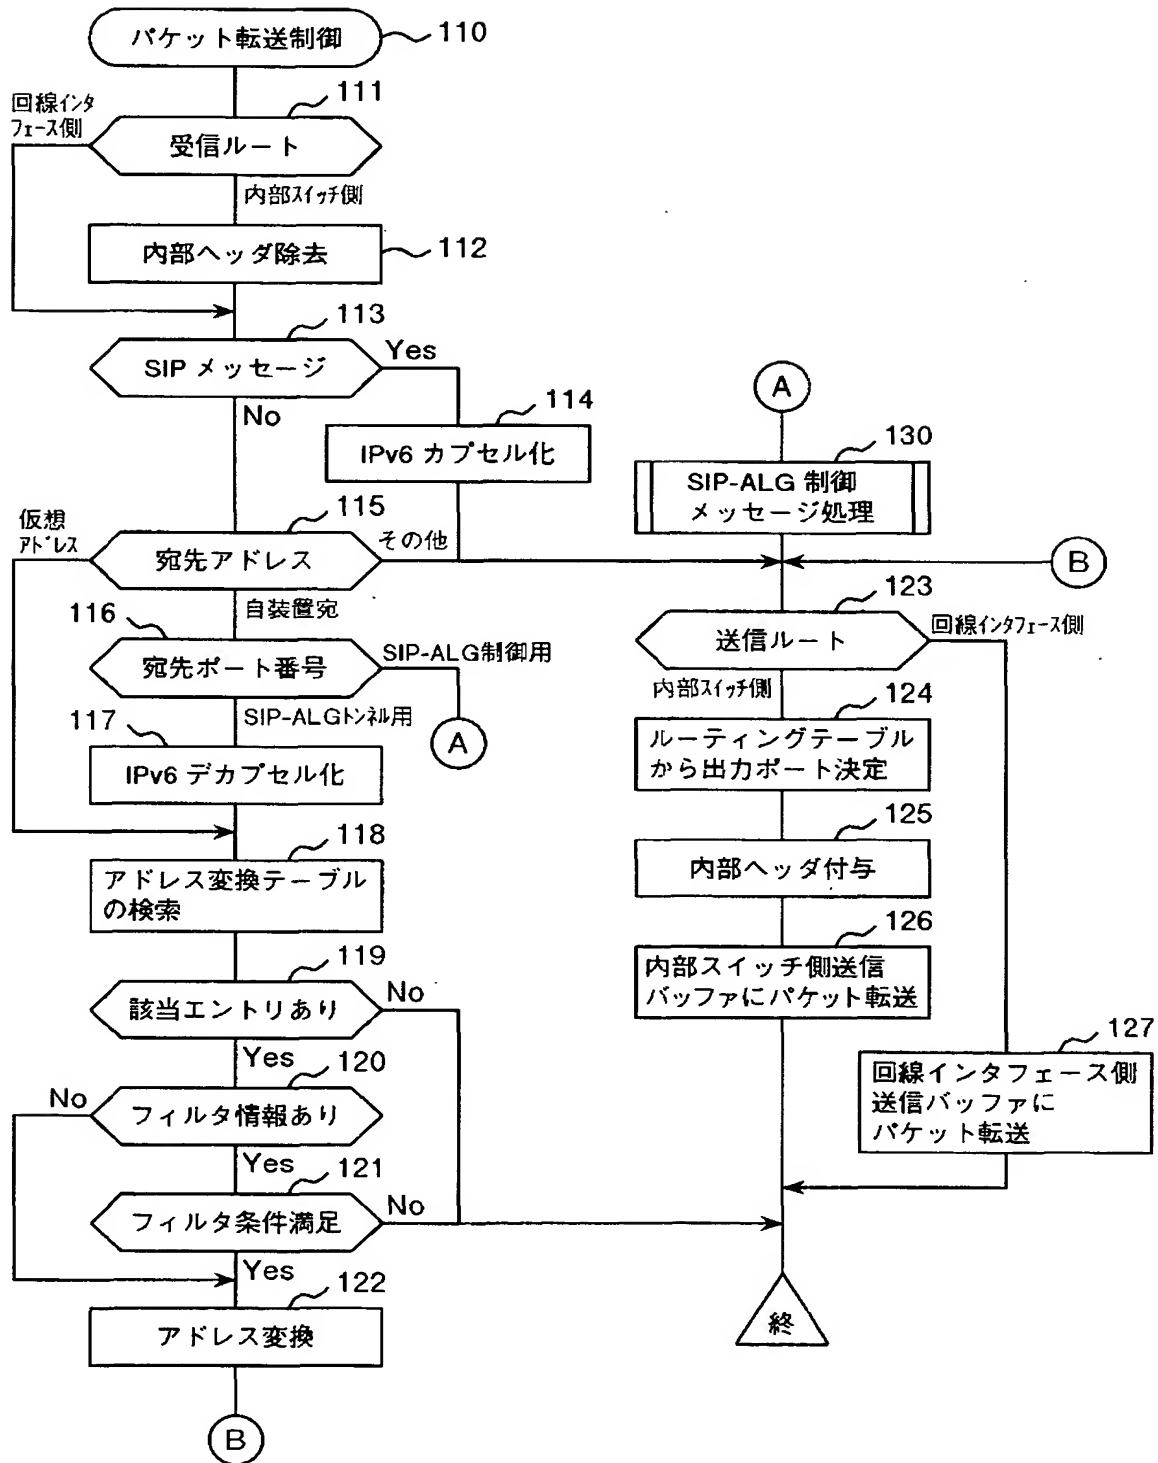 パケット転送制御
110
111
回線インタ
フェース側
受信ルート
内部スイッチ側
内部ヘッダ除去
112
113
SIP メッセージ
Yes
No
114
IPv6 カプセル化
115
仮想
アドレス
宛先アドレス
その他
自装置宛
116
宛先ポート番号
SIP-ALG制御用
A
117
SIP-ALGトンネル用
IPv6 デカプセル化
118
アドレス変換テーブル
の検索
119
該当エントリあり
No
Yes
120
No
フィルタ情報あり
Yes
121
フィルタ条件満足
No
Yes
122
アドレス変換
B
A
130
SIP-ALG 制御
メッセージ処理
B
123
送信ルート
回線インタフェース側
内部スイッチ側
124
ルーティングテーブル
から出力ポート決定
125
内部ヘッダ付与
126
内部スイッチ側送信
バッファにパケット転送
127
回線インタフェース側
送信バッファに
パケット転送
終